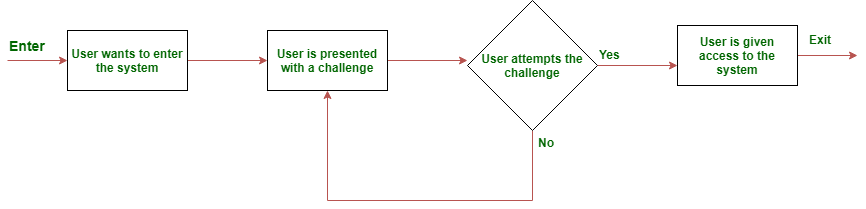 Enter
User wants to enter
the system
User is presented
with a challenge
User attempts the
challenge
Yes
No
User is given
access to the
system
Exit